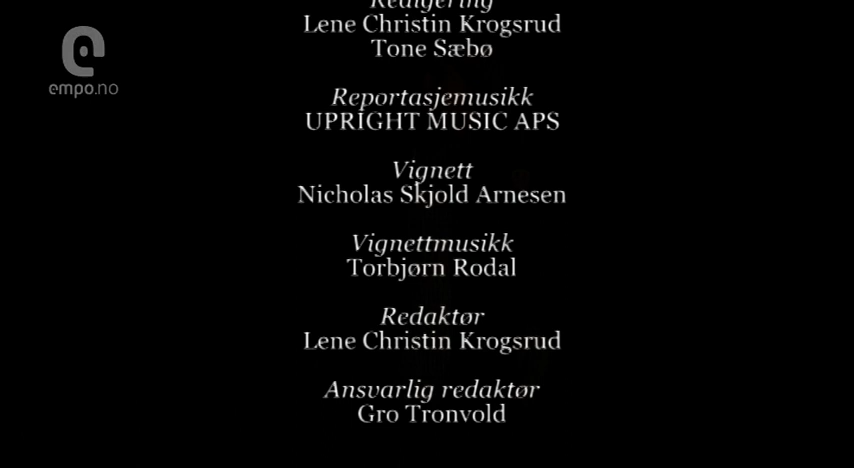 Redigering
Lene Christin Krogsrud
Tone Sæbø
empo.no
Reportasjemusikk
UPRIGHT MUSIC APS
Vignett
Nicholas Skjold Arnesen
Vignettmusikk
Torbjørn Rodal
Redaktør
Lene Christin Krogsrud
Ansvarlig redaktør
Gro Tronvold